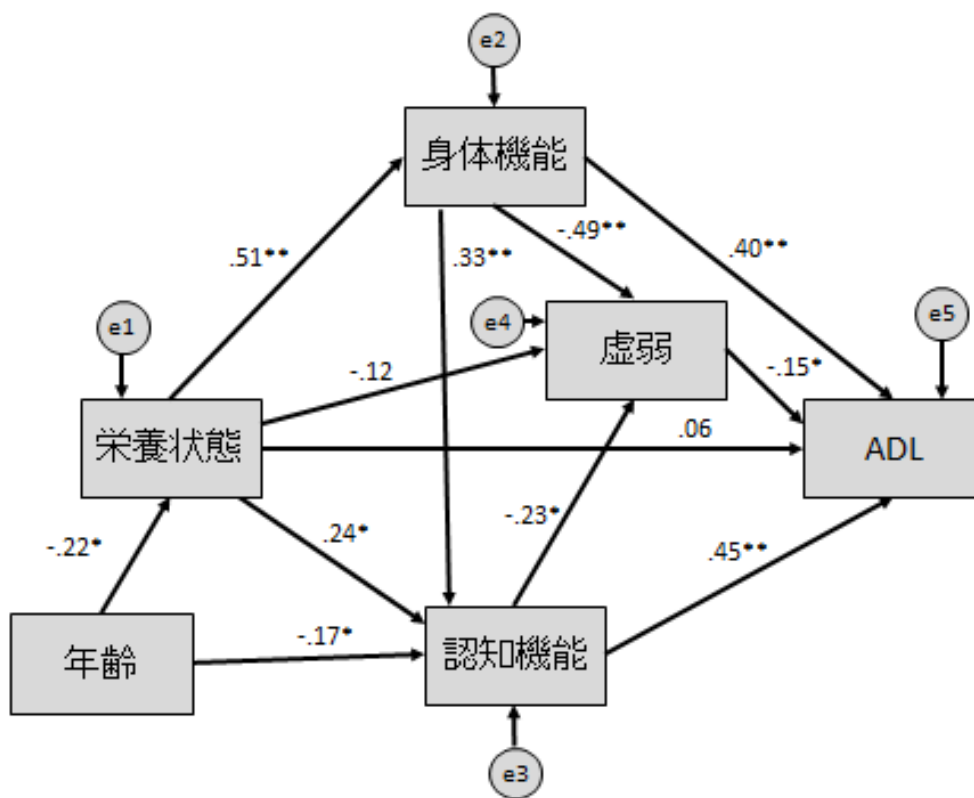 e2
身体機能
.51**
.33**
-.49**
.40**
e1
e4
虚弱
e5
-.12
-.15*
栄養状態
.06
ADL
-.22*
.24*
-.23*
.45**
年齢
-.17*
認知機能
e3